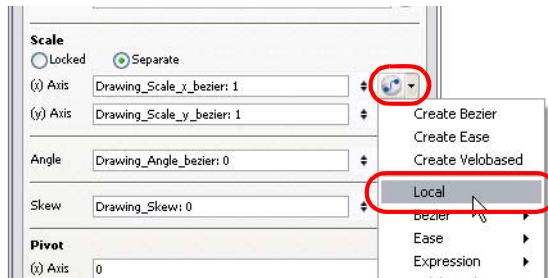 Scale
Locked Separate
(x) Axis Drawing_Scale_x_bezier: 1
(y) Axis Drawing_Scale_y_bezier: 1
Create Bezier
Create Ease
Angle Drawing_Angle_bezier: 0
Create Velobased
Local
Skew Drawing_Skew: 0
Bezier
Ease
Pivot
Expression
(x) Axis 0